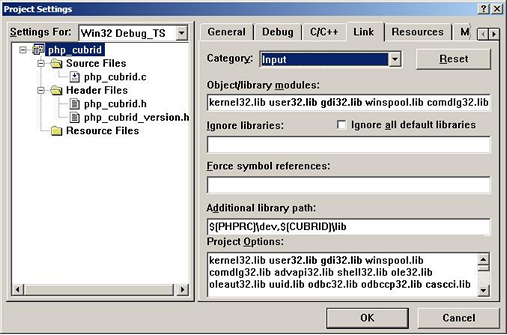 Project Settings
Settings For: Win32 Debug_TS
php_cubrid
Source Files
php_cubrid.c
Header Files
php_cubrid.h
php_cubrid_version.h
Resource Files
General Debug C/C++ Link Resources M
Category: Input Reset
Object/library modules:
kernel32.lib user32.lib gdi32.lib winspool.lib comdlg32.lib
Ignore libraries: Ignore all default libraries
Force symbol references:
Additional library path:
$(PHPRC)\dev,$(CUBRID)\lib
Project Options:
kernel32.lib user32.lib gdi32.lib winspool.lib
comdlg32.lib advapi32.lib shell32.lib ole32.lib
oleaut32.lib uuid.lib odbc32.lib odbccp32.lib cascci.lib
OK Cancel